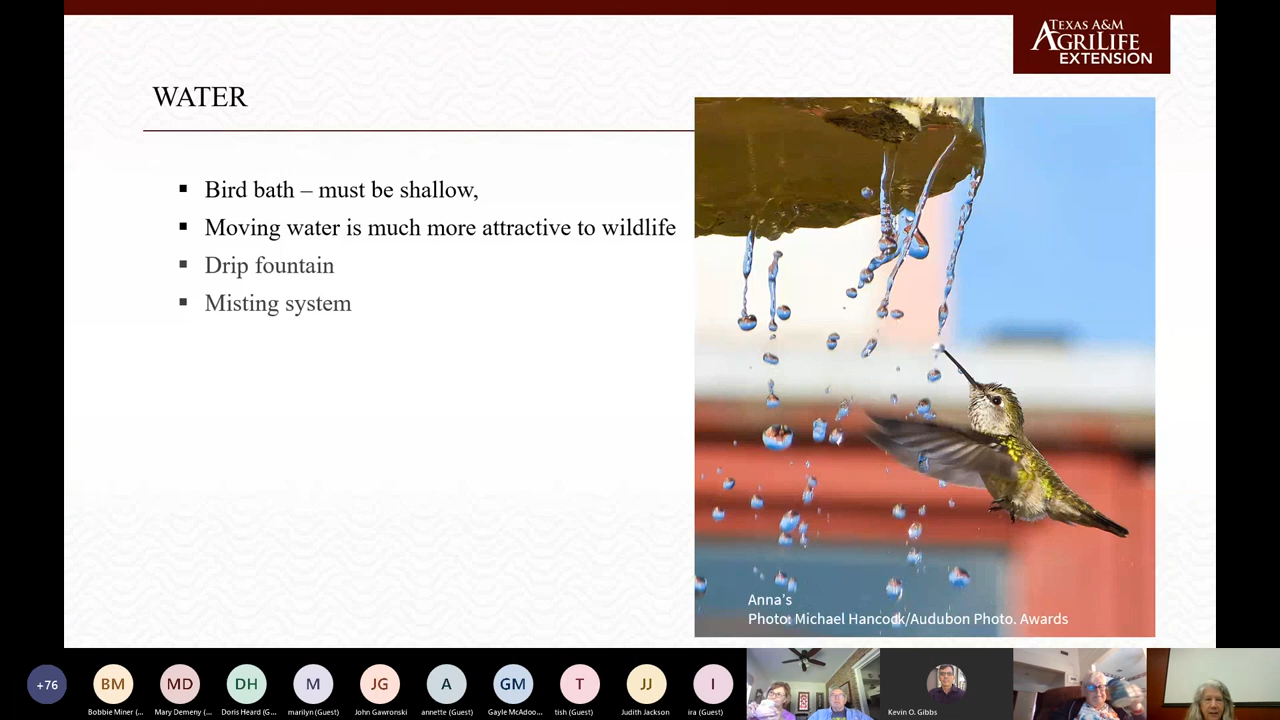 TEXAS A&M
AGRILIFE
EXTENSION
WATER
▪ Bird bath – must be shallow,
▪ Moving water is much more attractive to wildlife
▪ Drip fountain
▪ Misting system
Anna's
Photo: Michael Hancock/Audubon Photo. Awards
+76
BM
MD
DH
M
JG
A
GM
T
JJ
I
Bobbie Miner (...
Mary Demeny (...
Doris Heard (G...
marilyn (Guest)
John Gawronski
annette (Guest)
Gayle McAdoo...
tish (Guest)
Judith Jackson
ira (Guest)
Kevin O. Gibbs